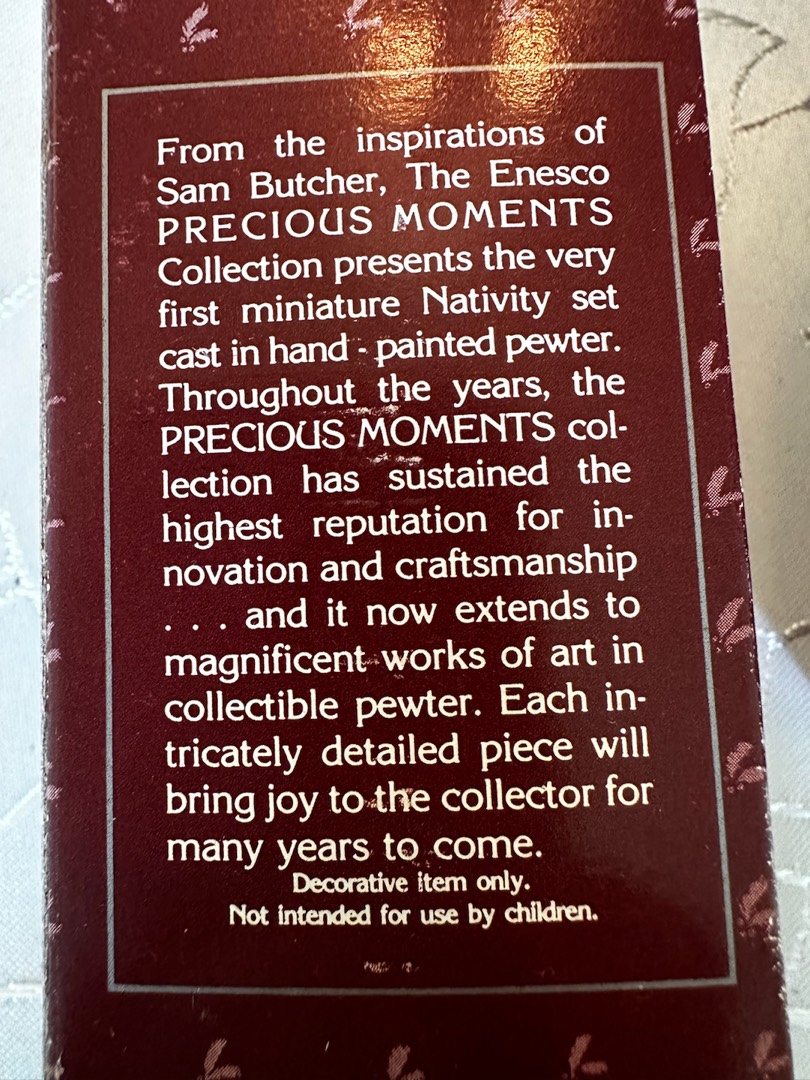 From the inspirations of
Sam Butcher, The Enesco
PRECIOUS MOMENTS
Collection presents the very
first miniature Nativity set
cast in hand - painted pewter.
Throughout the years, the
PRECIOUS MOMENTS col-
lection has sustained the
highest reputation for in-
novation and craftsmanship
. . . and it now extends to
magnificent works of art in
collectible pewter. Each in-
tricately detailed piece will
bring joy to the collector for
many years to come.
Decorative item only.
Not intended for use by children.